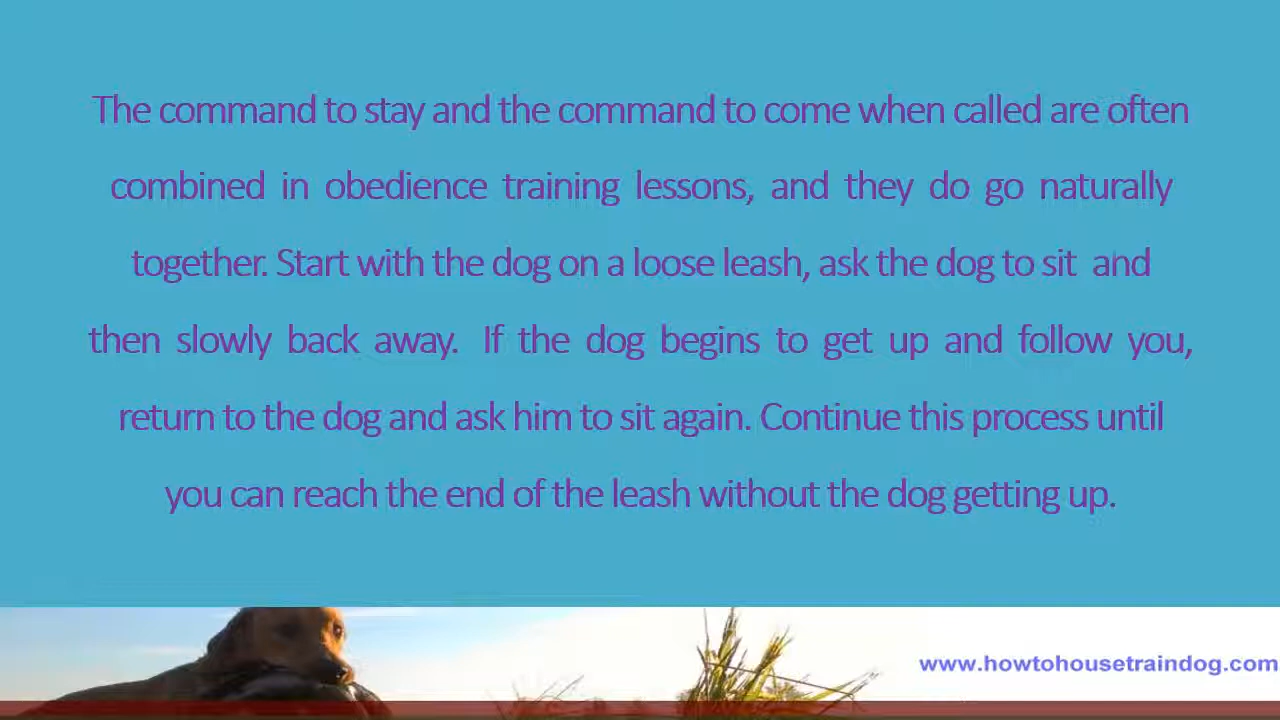 The command to stay and the command to come when called are often
combined in obedience training lessons, and they do go naturally
together. Start with the dog on a loose leash, ask the dog to sit and
then slowly back away. If the dog begins to get up and follow you,
return to the dog and ask him to sit again. Continue this process until
you can reach the end of the leash without the dog getting up.
www.howtohousetraindog.com